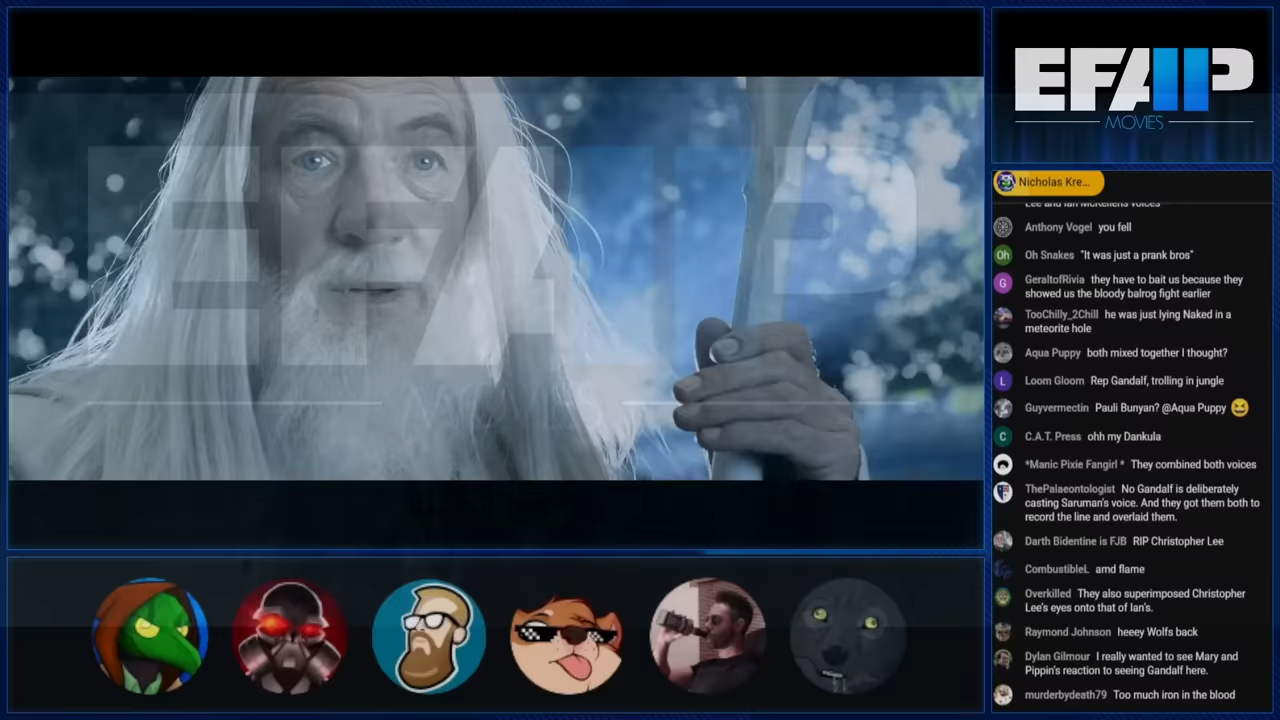 EFAP
EFAP
MOVIES
Nicholas Kre...
Lee and Ian McKellens voices
Anthony Vogel you fell
Oh Oh Snakes "It was just a prank bros"
G GeraltofRivia they have to bait us because they
showed us the bloody balrog fight earlier
TooChilly_2Chill he was just lying Naked in a
meteorite hole
Aqua Puppy both mixed together I thought?
L Loom Gloom Rep Gandalf, trolling in jungle
Guyvermectin Pauli Bunyan? @Aqua Puppy 😆
C C.A.T. Press ohh my Dankula
*Manic Pixie Fangirl * They combined both voices
ThePalaeontologist No Gandalf is deliberately
casting Saruman's voice. And they got them both to
record the line and overlaid them.
Darth Bidentine is FJB RIP Christopher Lee
CombustibleL amd flame
Overkilled They also superimposed Christopher
Lee's eyes onto that of Ian's.
Raymond Johnson heeey Wolfs back
Dylan Gilmour I really wanted to see Mary and
Pippin's reaction to seeing Gandalf here.
murderbydeath79 Too much iron in the blood